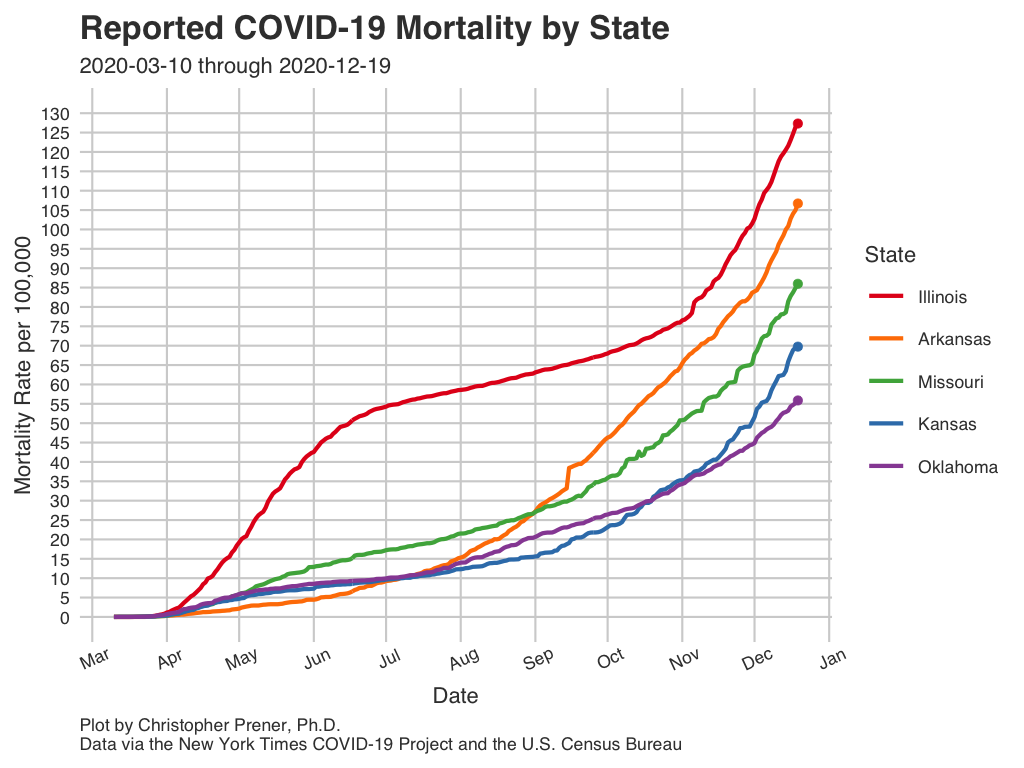 Reported COVID-19 Mortality by State
2020-03-10 through 2020-12-19
Mortality Rate per 100,000
130
125
120
115
110
105
100
95
90
85
80
75
70
65
60
55
50
45
40
35
30
25
20
15
10
5
0
Mar Apr May Jun Jul Aug Sep Oct Nov Dec Jan
Date
State
Illinois
Arkansas
Missouri
Kansas
Oklahoma
Plot by Christopher Prener, Ph.D.
Data via the New York Times COVID-19 Project and the U.S. Census Bureau